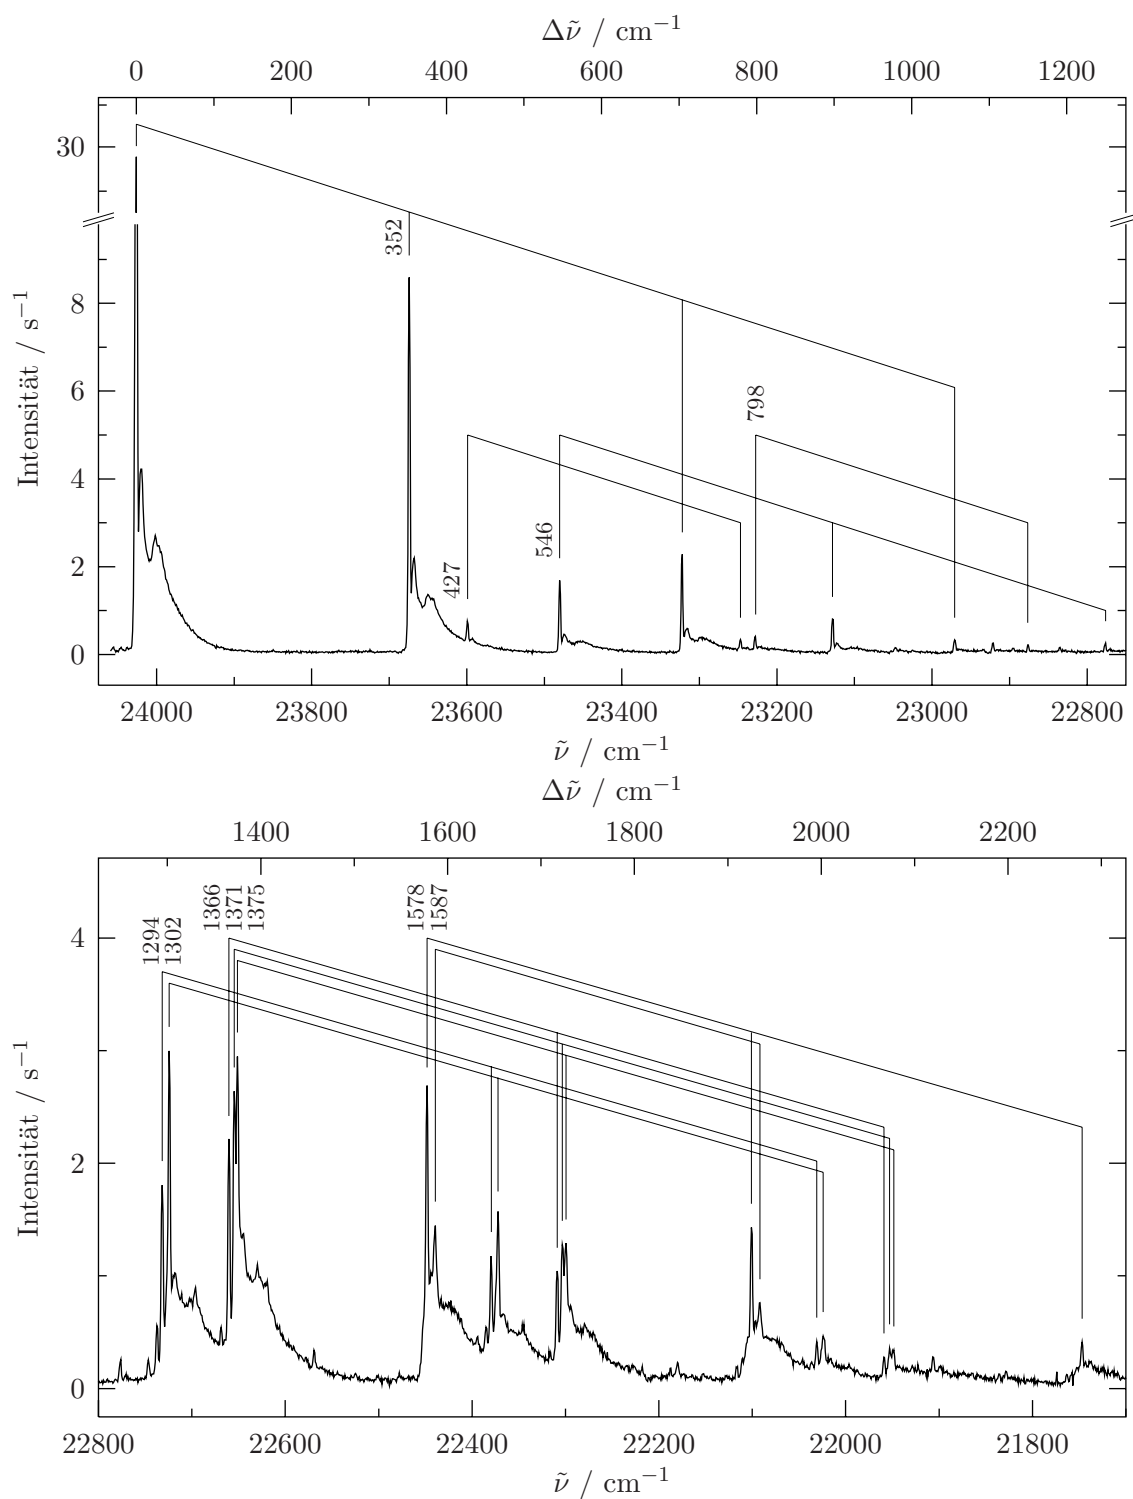 Δν̃ / cm⁻¹
0 200 400 600 800 1000 1200
30
8
6
4
2
0
Intensität / s⁻¹
352
427
546
798
24000 23800 23600 23400 23200 23000 22800
ν̃ / cm⁻¹
Δν̃ / cm⁻¹
1400 1600 1800 2000 2200
4
2
0
Intensität / s⁻¹
1294
1302
1366
1371
1375
1578
1587
22800 22600 22400 22200 22000 21800
ν̃ / cm⁻¹